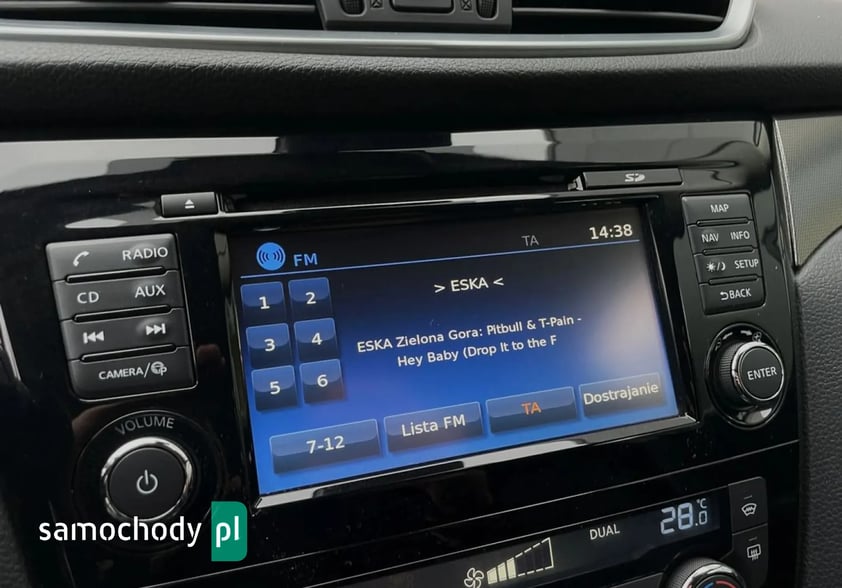 SD
MAP
NAV INFO
SETUP
BACK
ENTER
RADIO
CD AUX
CAMERA/
VOLUME
FM TA 14:38
> ESKA <
ESKA Zielona Gora: Pitbull & T-Pain -
Hey Baby (Drop It to the F
1 2
3 4
5 6
7-12 Lista FM TA Dostrajanie
DUAL 28.0 °C
samochody pl